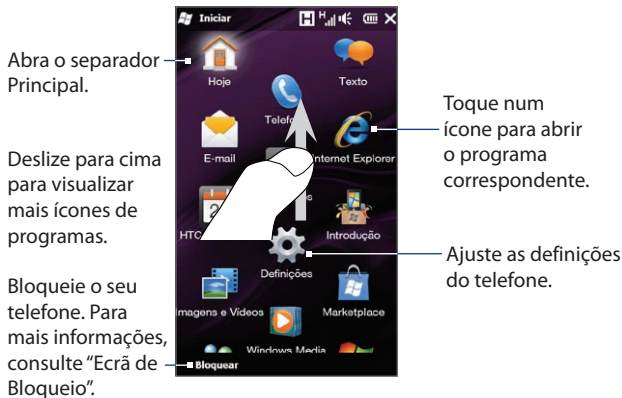 Iniciar
H
H
Abra o separador
Principal.
Hoje
Texto
Telefo
Toque num
ícone para abrir
o programa
correspondente.
E-mail
nternet Explorer
Deslize para cima
para visualizar
mais ícones de
programas.
2
HTC
s
Introdução
Ajuste as definições
do telefone.
Definições
Bloqueie o seu
telefone. Para
mais informações,
consulte “Ecrã de
Bloqueio”.
magens e Vídeos
Marketplace
Windows Media
Bloquear